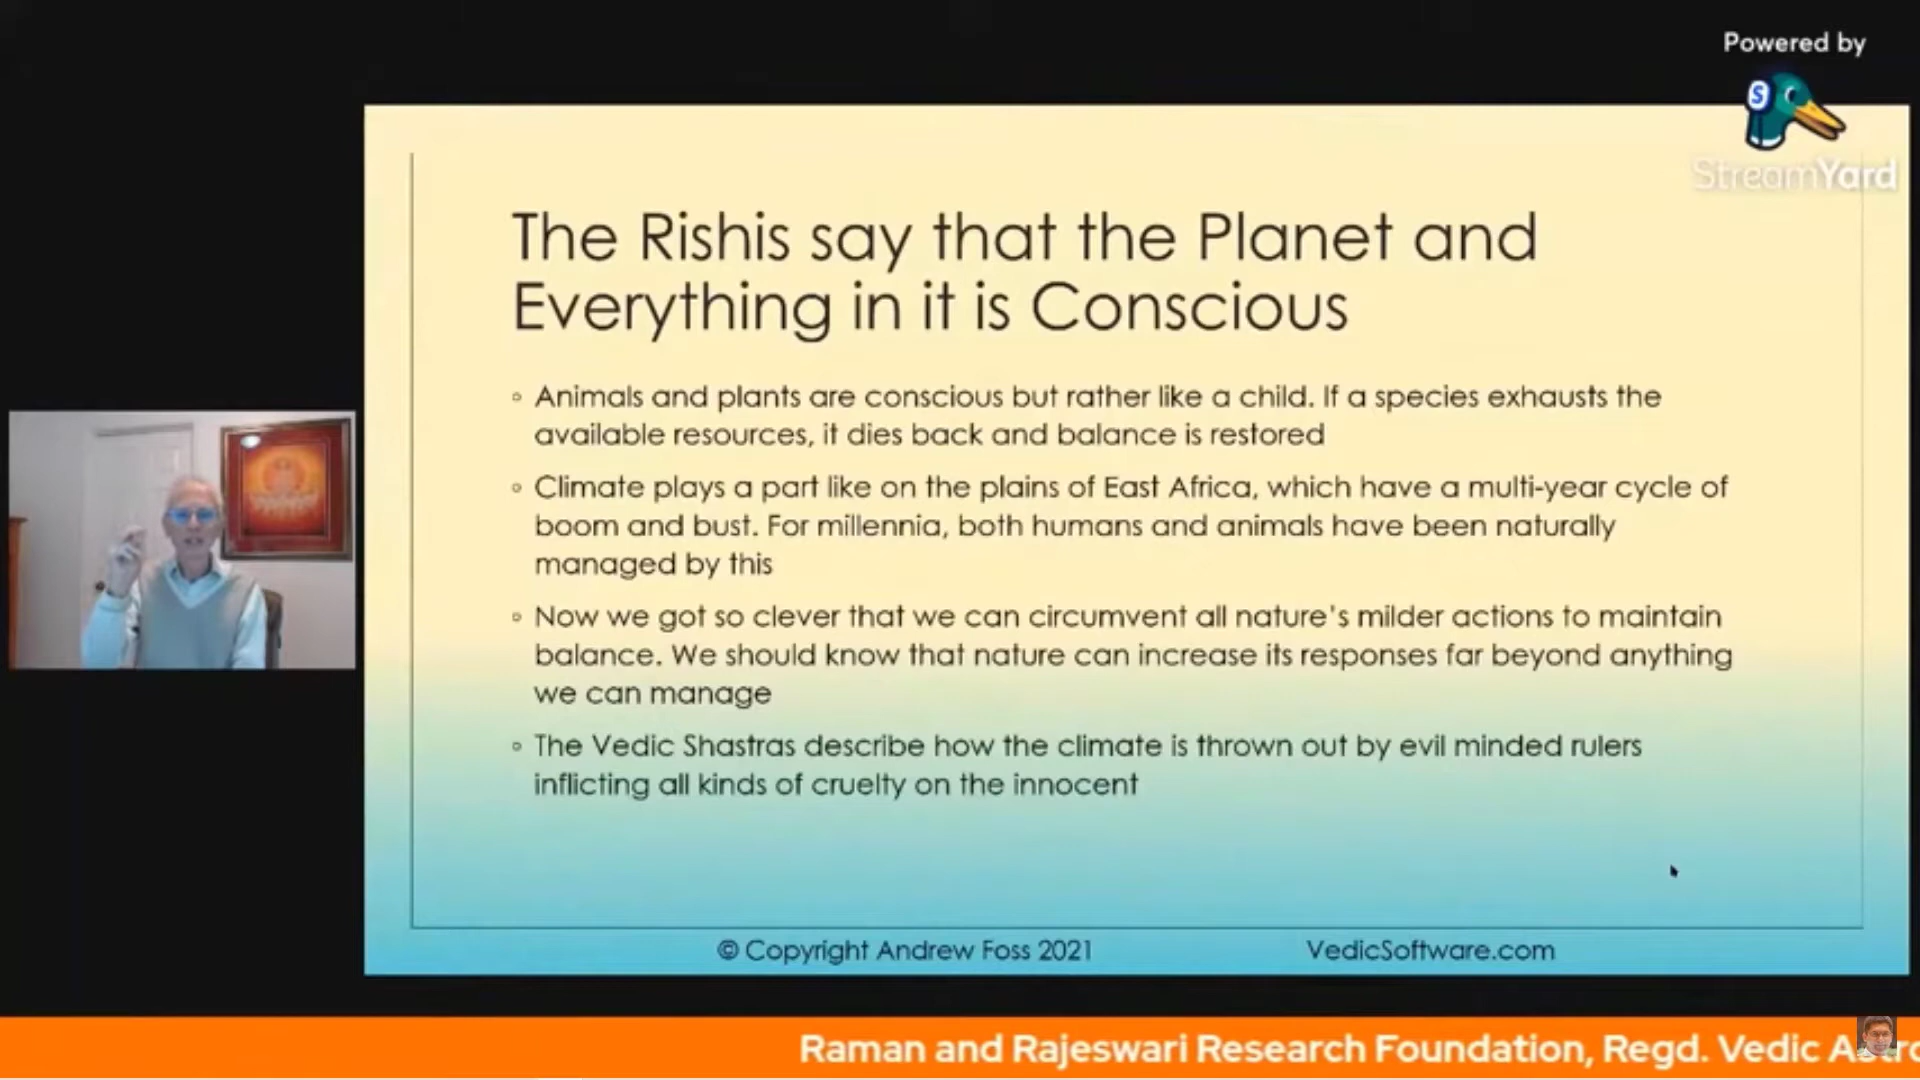 Powered by
StreamYard
The Rishis say that the Planet and
Everything in it is Conscious
◦ Animals and plants are conscious but rather like a child. If a species exhausts the
available resources, it dies back and balance is restored
◦ Climate plays a part like on the plains of East Africa, which have a multi-year cycle of
boom and bust. For millennia, both humans and animals have been naturally
managed by this
◦ Now we got so clever that we can circumvent all nature's milder actions to maintain
balance. We should know that nature can increase its responses far beyond anything
we can manage
◦ The Vedic Shastras describe how the climate is thrown out by evil minded rulers
inflicting all kinds of cruelty on the innocent
© Copyright Andrew Foss 2021 VedicSoftware.com
Raman and Rajeswari Research Foundation, Regd. Vedic